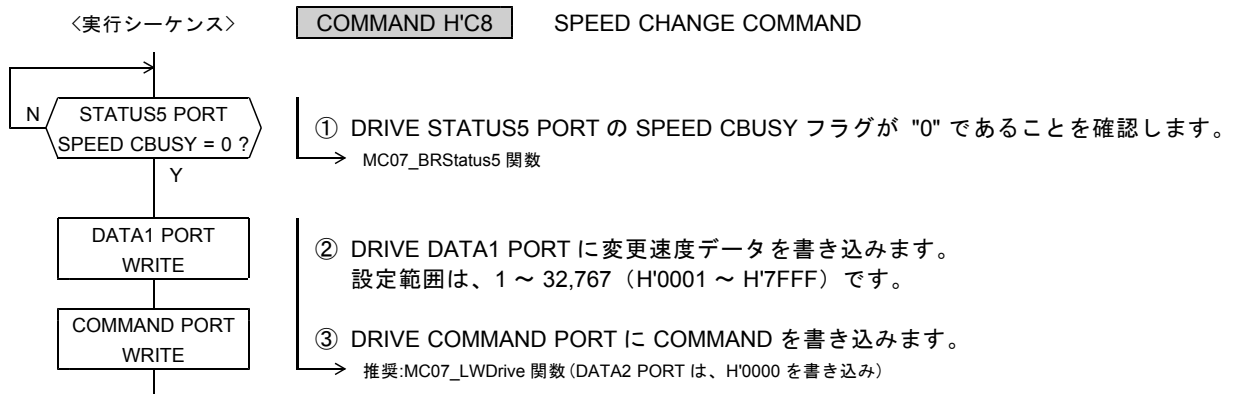 〈実行シーケンス〉
COMMAND H'C8 SPEED CHANGE COMMAND
N
STATUS5 PORT
SPEED CBUSY = 0 ?
Y
① DRIVE STATUS5 PORT の SPEED CBUSY フラグが "0" であることを確認します。
MC07_BRStatus5 関数
DATA1 PORT
WRITE
② DRIVE DATA1 PORT に変更速度データを書き込みます。
設定範囲は、1 ～ 32,767（H'0001 ～ H'7FFF）です。
COMMAND PORT
WRITE
③ DRIVE COMMAND PORT に COMMAND を書き込みます。
推奨:MC07_LWDrive 関数(DATA2 PORT は、H'0000 を書き込み)